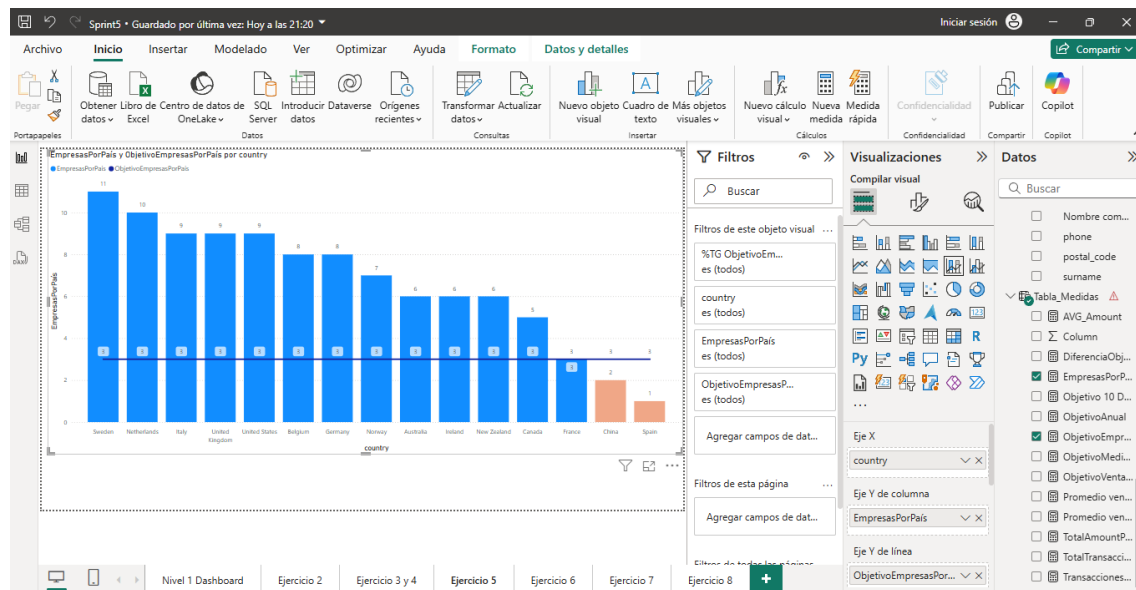 Sprint5 • Guardado por última vez: Hoy a las 21:20
Iniciar sesión
Archivo Inicio Insertar Modelado Ver Optimizar Ayuda Formato Datos y detalles Compartir
Pegar
Obtener datos
Libro de Excel
Centro de datos de OneLake
SQL Server
Introducir datos
Dataverse
Orígenes recientes
Transformar datos
Actualizar
Nuevo objeto visual
Cuadro de texto
Más objetos visuales
Nuevo cálculo visual
Nueva medida
Medida rápida
Confidencialidad
Publicar
Copilot
Portapapeles Datos Consultas Insertar Cálculos Confidencialidad Compartir Copilot
EmpresasPorPaís y ObjetivoEmpresasPorPaís por country
EmpresasPorPaís ObjetivoEmpresasPorPaís
EmpresasPorPaís
10
8
6
4
2
0
11 10 9 9 9 8 8 7 6 6 6 5 3 2 1
3 3 3 3 3 3 3 3 3 3 3 3 3 3 3
Sweden Netherlands Italy United Kingdom United States Belgium Germany Norway Australia Ireland New Zealand Canada France China Spain
country
Filtros
Buscar
Filtros de este objeto visual ...
%TG ObjetivoEm...
es (todos)
country
es (todos)
EmpresasPorPaís
es (todos)
ObjetivoEmpresasP...
es (todos)
Agregar campos de dat...
Filtros de esta página ...
Agregar campos de dat...
Filtros de todas las páginas
Visualizaciones
Compilar visual
123
R
Py
...
Eje X
country
Eje Y de columna
EmpresasPorPaís
Eje Y de línea
ObjetivoEmpresasPor...
Datos
Buscar
Nombre com...
phone
postal_code
surname
Tabla_Medidas
AVG_Amount
Column
DiferenciaObj...
EmpresasPorP...
Objetivo 10 D...
ObjetivoAnual
ObjetivoEmpr...
ObjetivoMedi...
ObjetivoVenta...
Promedio ven...
Promedio ven...
TotalAmountP...
TotalTransacci...
Transacciones...
Nivel 1 Dashboard Ejercicio 2 Ejercicio 3 y 4 Ejercicio 5 Ejercicio 6 Ejercicio 7 Ejercicio 8 +